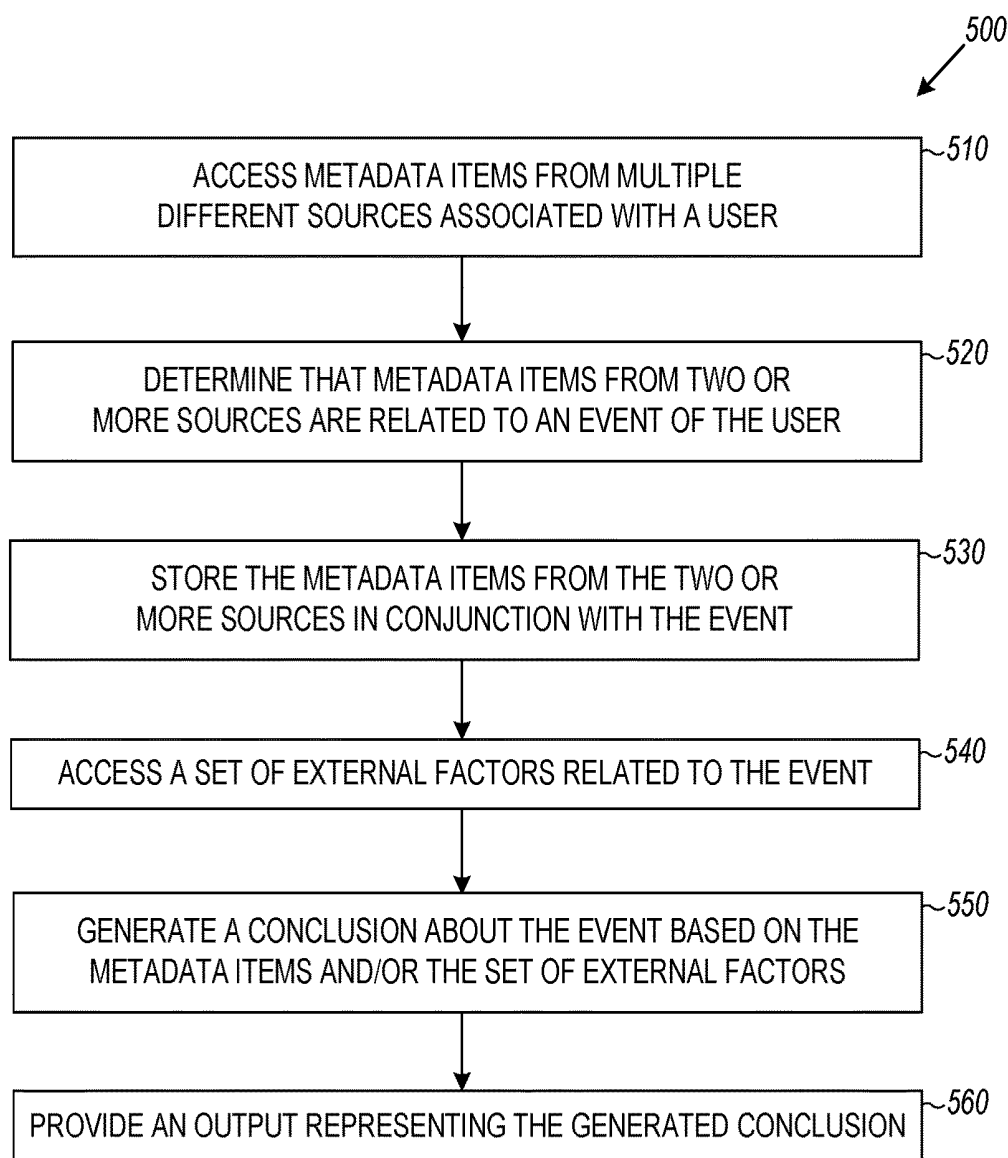 500
510
ACCESS METADATA ITEMS FROM MULTIPLE
DIFFERENT SOURCES ASSOCIATED WITH A USER
520
DETERMINE THAT METADATA ITEMS FROM TWO OR
MORE SOURCES ARE RELATED TO AN EVENT OF THE USER
530
STORE THE METADATA ITEMS FROM THE TWO OR
MORE SOURCES IN CONJUNCTION WITH THE EVENT
540
ACCESS A SET OF EXTERNAL FACTORS RELATED TO THE EVENT
550
GENERATE A CONCLUSION ABOUT THE EVENT BASED ON THE
METADATA ITEMS AND/OR THE SET OF EXTERNAL FACTORS
560
PROVIDE AN OUTPUT REPRESENTING THE GENERATED CONCLUSION